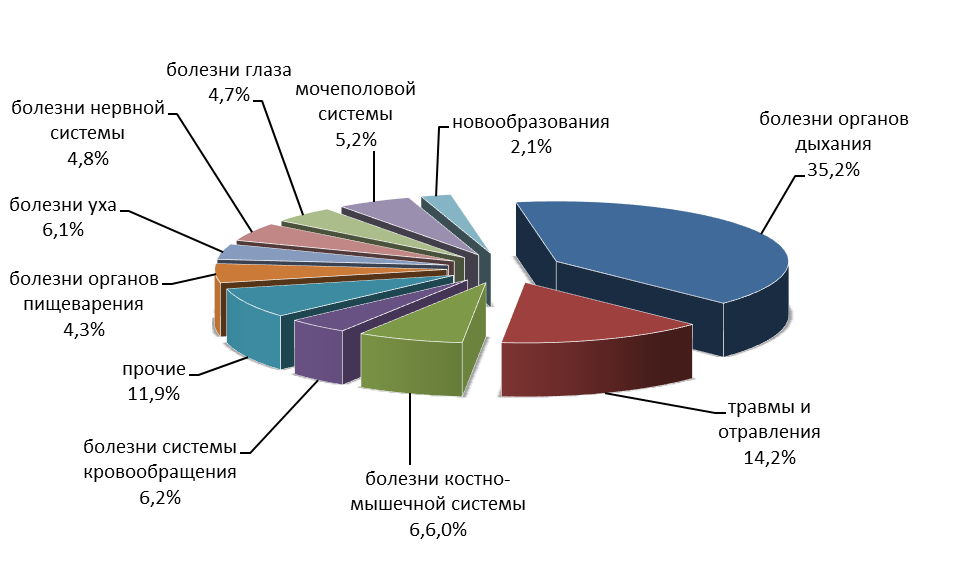 болезни глаза
4,7%
мочеполовой
системы
5,2%
новообразования
2,1%
болезни органов
дыхания
35,2%
болезни нервной
системы
4,8%
болезни уха
6,1%
болезни органов
пищеварения
4,3%
прочие
11,9%
болезни системы
кровообращения
6,2%
болезни костно-
мышечной системы
6,6,0%
травмы и
отравления
14,2%